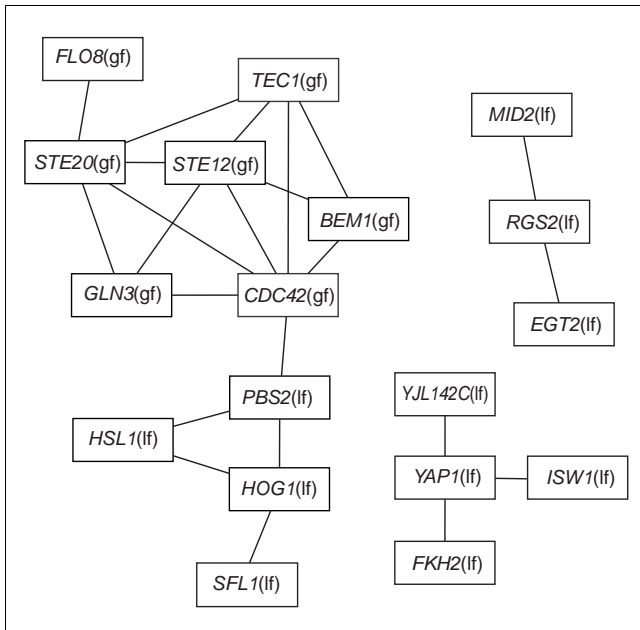 FLO8(gf)
TEC1(gf)
MID2(lf)
STE20(gf)
STE12(gf)
BEM1(gf)
RGS2(lf)
GLN3(gf)
CDC42(gf)
EGT2(lf)
PBS2(lf)
YJL142C(lf)
HSL1(lf)
HOG1(lf)
YAP1(lf)
ISW1(lf)
SFL1(lf)
FKH2(lf)